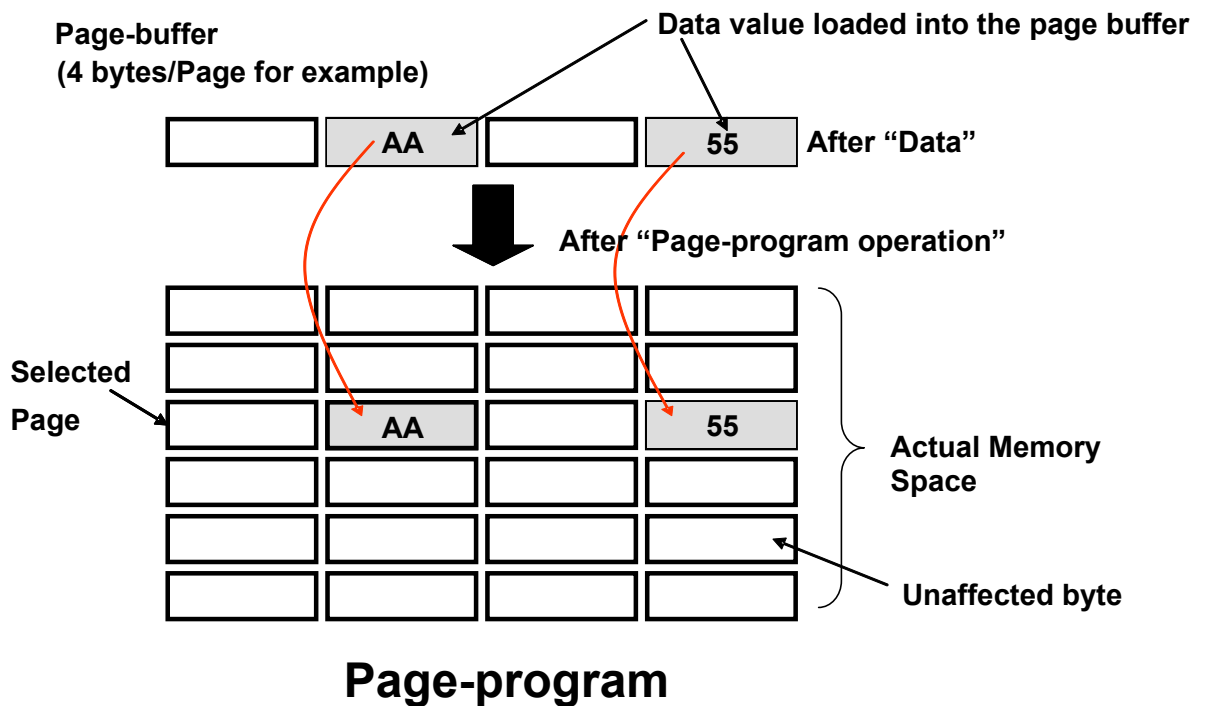 Page-buffer
(4 bytes/Page for example)
Data value loaded into the page buffer
AA
55
After “Data”
After “Page-program operation”
Selected
Page
AA
55
Actual Memory
Space
Unaffected byte
Page-program